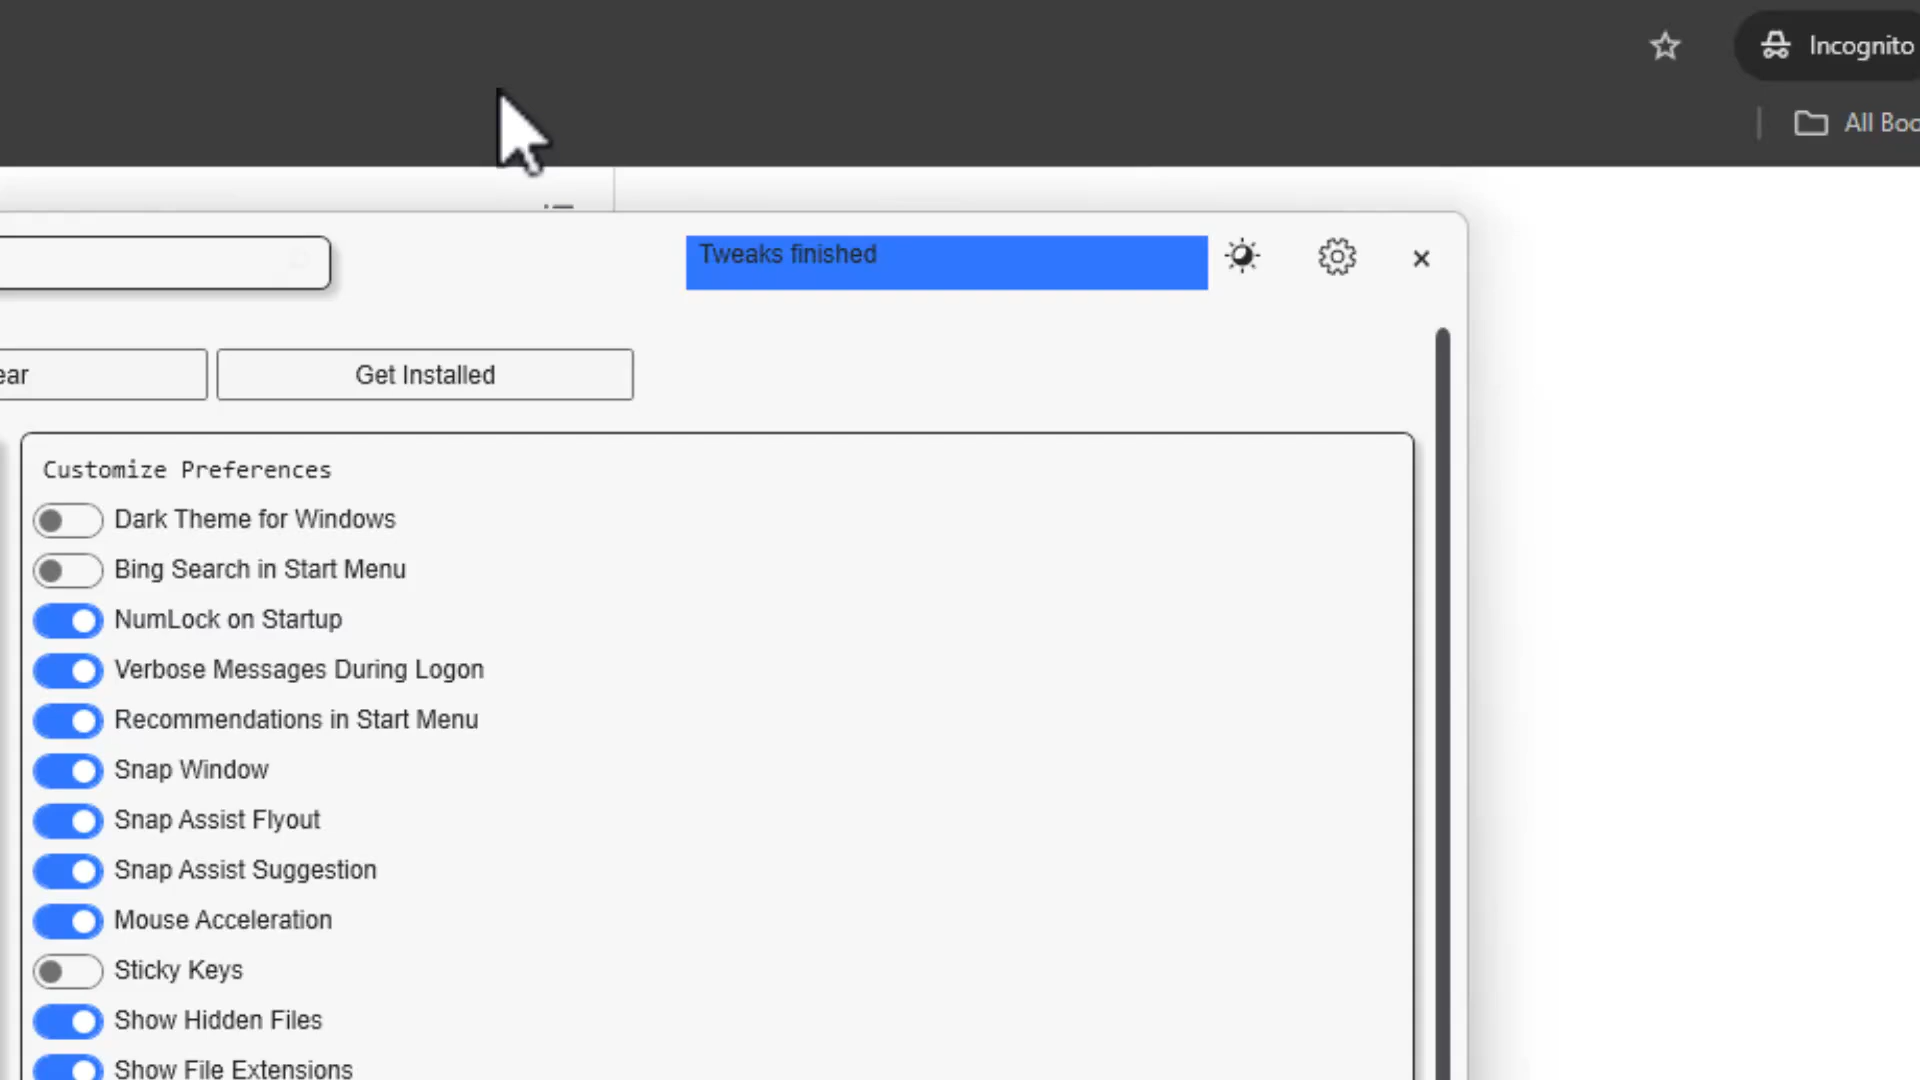 Incognito
All Boo
Tweaks finished
ear
Get Installed
Customize Preferences
Dark Theme for Windows
Bing Search in Start Menu
NumLock on Startup
Verbose Messages During Logon
Recommendations in Start Menu
Snap Window
Snap Assist Flyout
Snap Assist Suggestion
Mouse Acceleration
Sticky Keys
Show Hidden Files
Show File Extensions